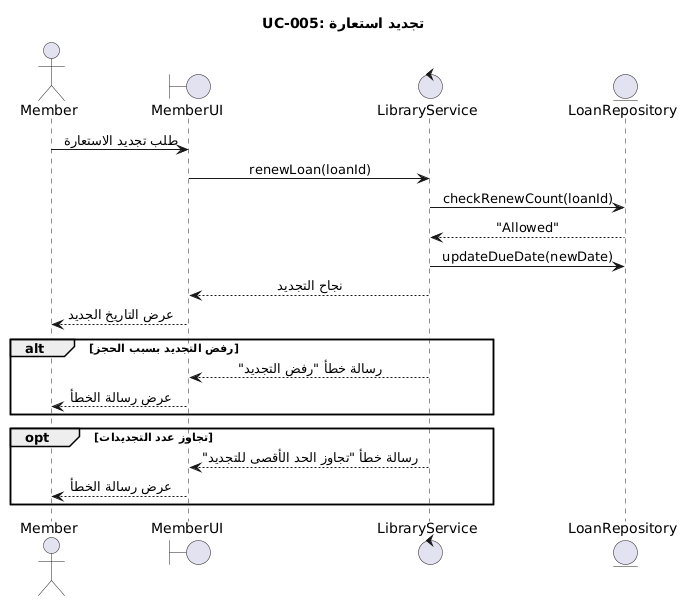 UC-005: تجديد استعارة
Member
MemberUI
LibraryService
LoanRepository
طلب تجديد الاستعارة
renewLoan(loanId)
checkRenewCount(loanId)
"Allowed"
updateDueDate(newDate)
نجاح التجديد
عرض التاريخ الجديد
alt [رفض التجديد بسبب الحجز]
رسالة خطأ "رفض التجديد"
عرض رسالة الخطأ
opt [تجاوز عدد التجديدات]
رسالة خطأ "تجاوز الحد الأقصى للتجديد"
عرض رسالة الخطأ
Member
MemberUI
LibraryService
LoanRepository